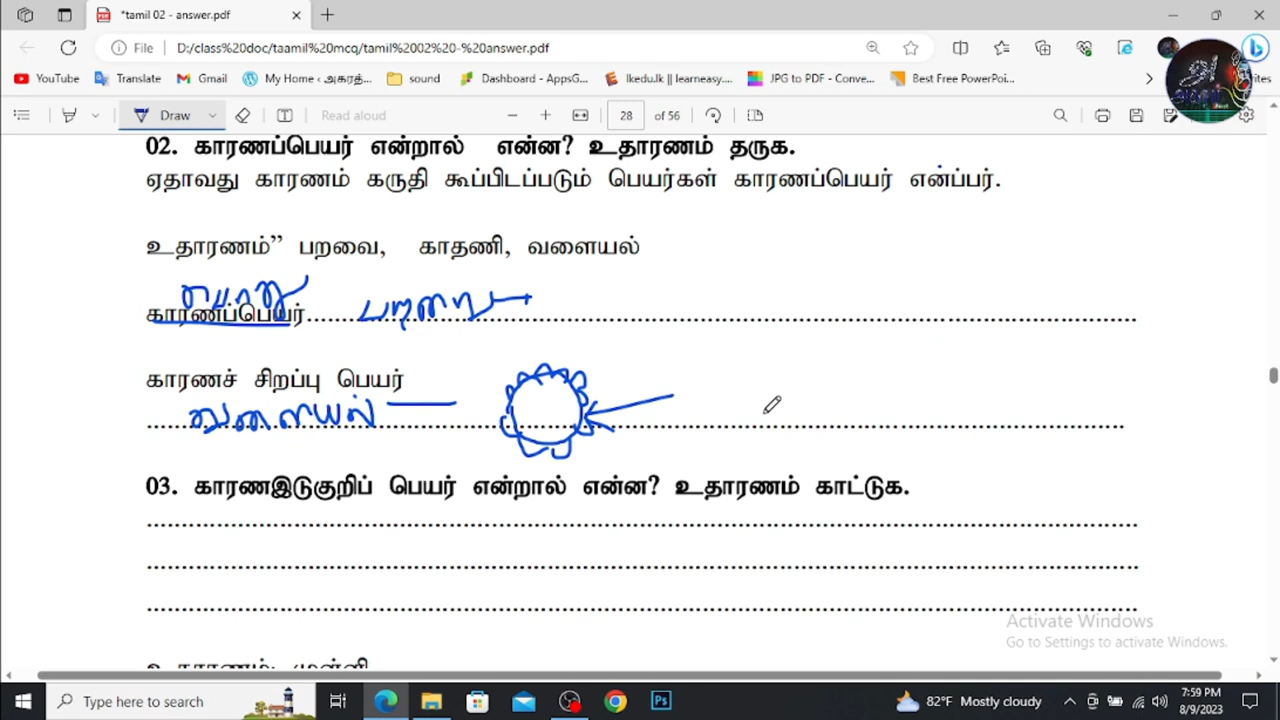 *tamil 02 - answer.pdf
File D:/class%20doc/taamil%20mcq/tamil%2002%20-%20answer.pdf
YouTube Translate Gmail My Home ‹ அகரத்... sound Dashboard - AppsG... Ikedu.lk || learneasy.... JPG to PDF - Conve... Best Free PowerPoi...
Draw Read aloud 28 of 56
02. காரணப்பெயர் என்றால் என்ன? உதாரணம் தருக.
ஏதாவது காரணம் கருதி கூப்பிடப்படும் பெயர்கள் காரணப்பெயர் என்ப்பர்.
உதாரணம்” பறவை, காதணி, வளையல்
பொது
காரணப்பெயர்.......... பறவை
காரணச் சிறப்பு பெயர்
வளையல்
03. காரணஇடுகுறிப் பெயர் என்றால் என்ன? உதாரணம் காட்டுக.
உதாரணம்: முள்ளி
Activate Windows
Go to Settings to activate Windows.
Type here to search 82°F Mostly cloudy 7:59 PM
8/9/2023